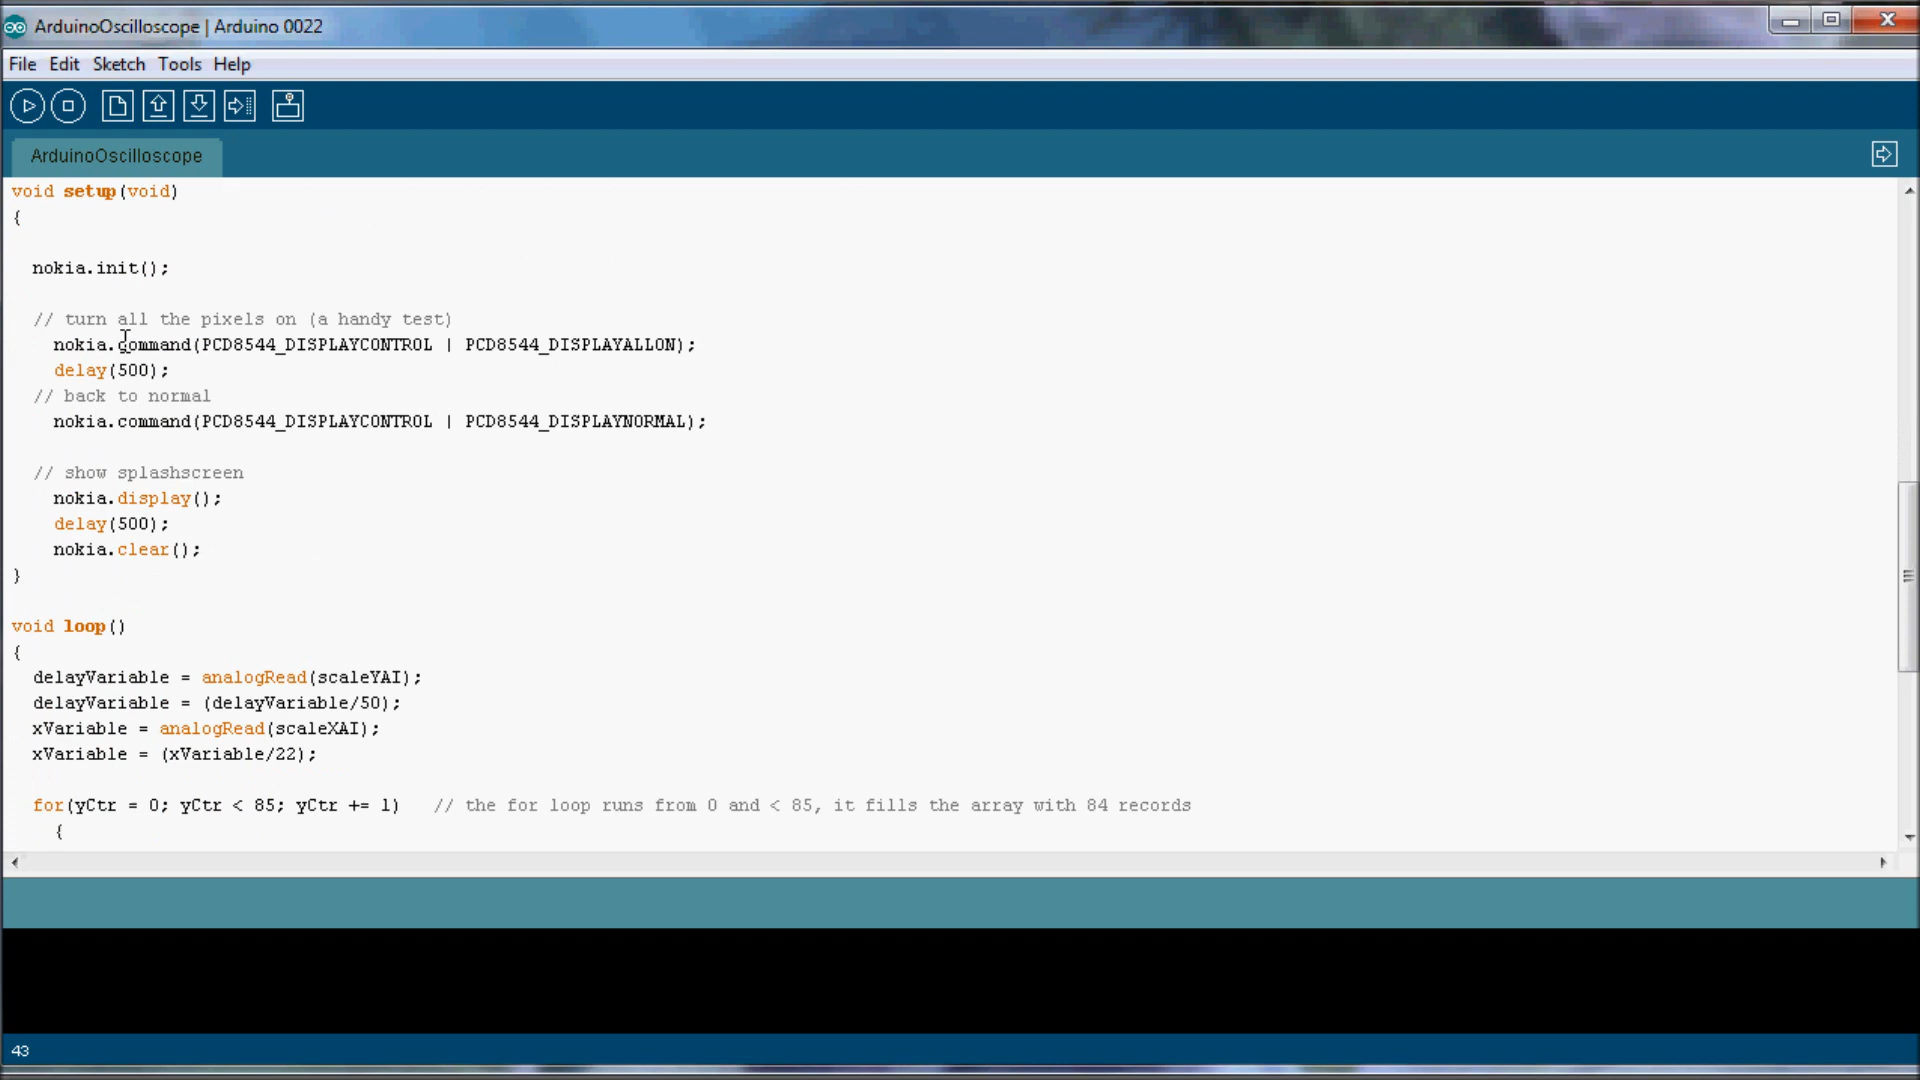 ArduinoOscilloscope | Arduino 0022
File Edit Sketch Tools Help
ArduinoOscilloscope
void setup(void)
{
nokia.init();
// turn all the pixels on (a handy test)
nokia.command(PCD8544_DISPLAYCONTROL | PCD8544_DISPLAYALLON);
delay(500);
// back to normal
nokia.command(PCD8544_DISPLAYCONTROL | PCD8544_DISPLAYNORMAL);
// show splashscreen
nokia.display();
delay(500);
nokia.clear();
}
void loop()
{
delayVariable = analogRead(scaleYAI);
delayVariable = (delayVariable/50);
xVariable = analogRead(scaleXAI);
xVariable = (xVariable/22);
for(yCtr = 0; yCtr < 85; yCtr += 1) // the for loop runs from 0 and < 85, it fills the array with 84 records
{
43